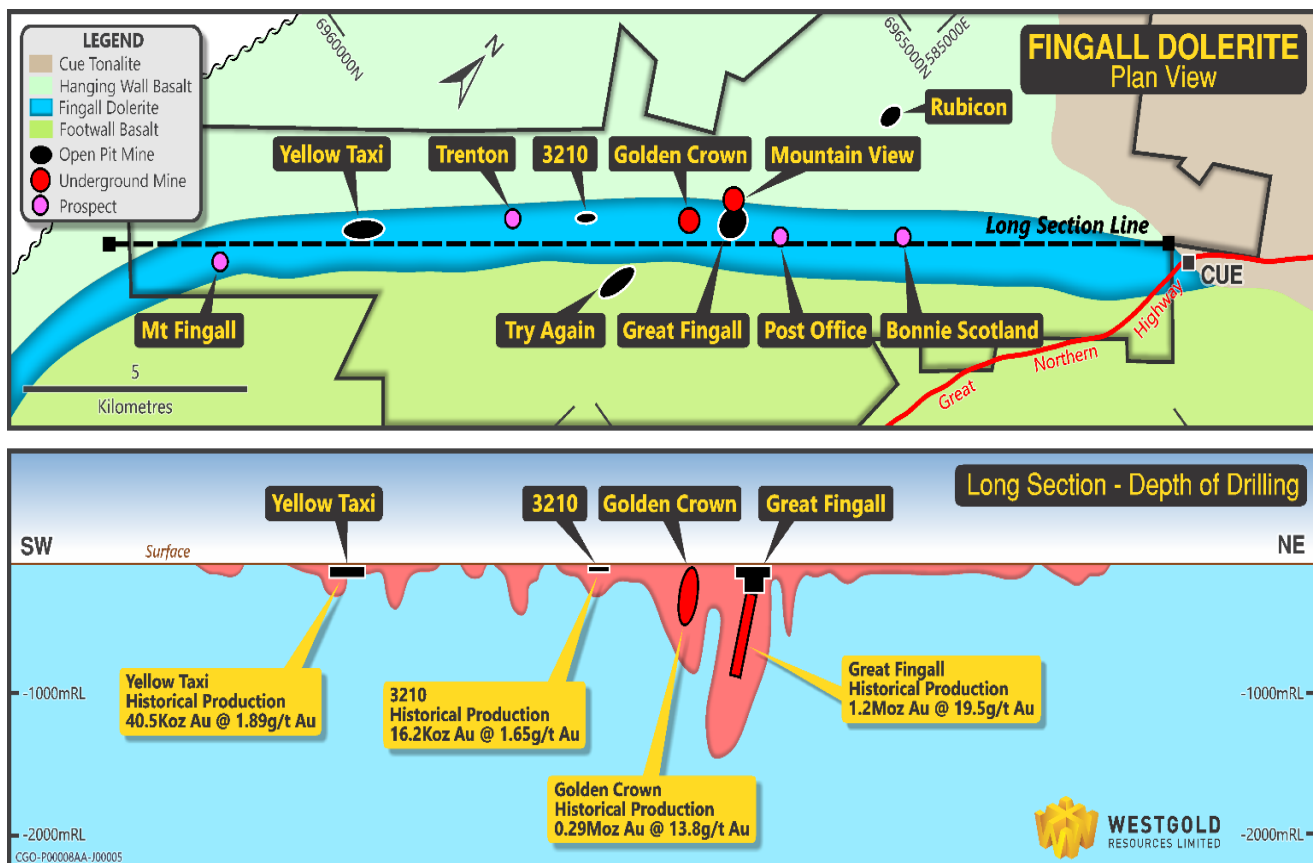 LEGEND
Cue Tonalite
Hanging Wall Basalt
Fingall Dolerite
Footwall Basalt
Open Pit Mine
Underground Mine
Prospect
6960000N
N
6965000N
585000E
FINGALL DOLERITE
Plan View
Rubicon
Yellow Taxi
Trenton
3210
Golden Crown
Mountain View
Long Section Line
CUE
Mt Fingall
Try Again
Great Fingall
Post Office
Bonnie Scotland
Great
Northern
Highway
5
Kilometres
Long Section - Depth of Drilling
Yellow Taxi
3210
Golden Crown
Great Fingall
SW
Surface
NE
Yellow Taxi
Historical Production
40.5Koz Au @ 1.89g/t Au
3210
Historical Production
16.2Koz Au @ 1.65g/t Au
Great Fingall
Historical Production
1.2Moz Au @ 19.5g/t Au
Golden Crown
Historical Production
0.29Moz Au @ 13.8g/t Au
-1000mRL
-1000mRL
-2000mRL
-2000mRL
WESTGOLD
RESOURCES LIMITED
CGO-P00008AA-J00005